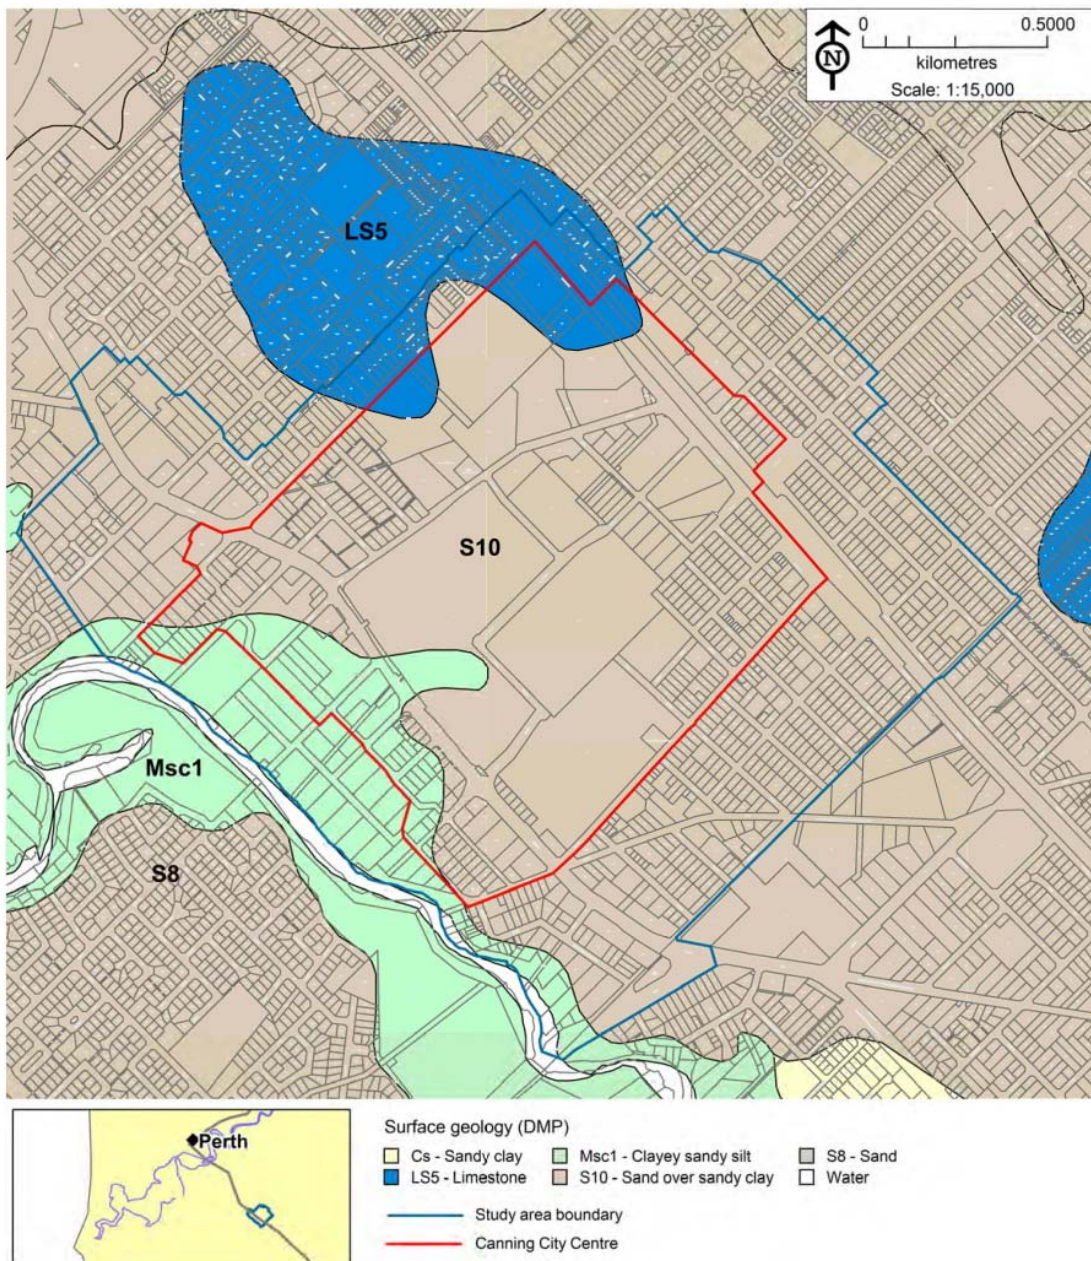 0 0.5000
N
kilometres
Scale: 1:15,000
LS5
S10
Msc1
S8
Perth
Surface geology (DMP)
Cs - Sandy clay Msc1 - Clayey sandy silt S8 - Sand
LS5 - Limestone S10 - Sand over sandy clay Water
Study area boundary
Canning City Centre